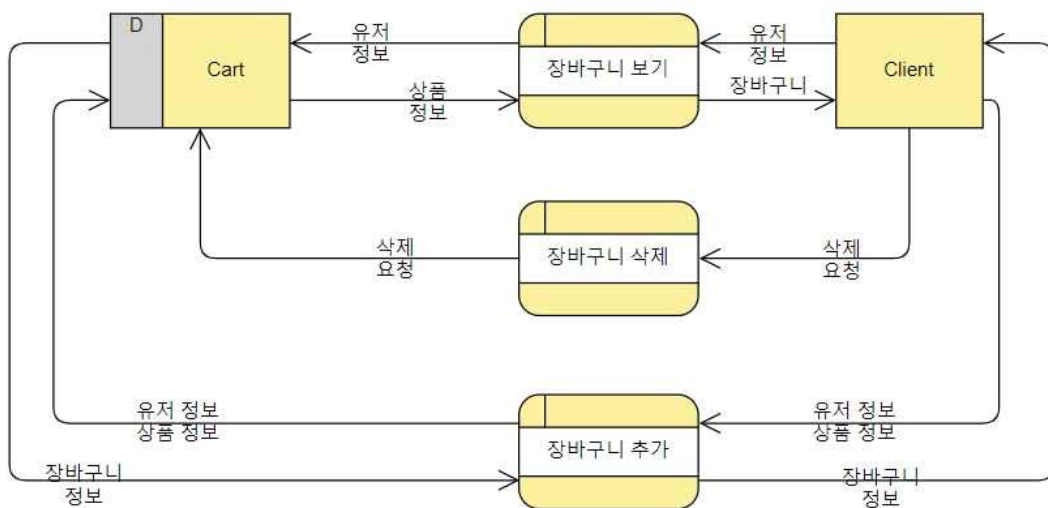 D
유저
정보
유저
정보
Cart
장바구니 보기
Client
상품
정보
장바구니
삭제
요청
장바구니 삭제
삭제
요청
유저 정보
상품 정보
유저 정보
상품 정보
장바구니 추가
장바구니
정보
장바구니
정보